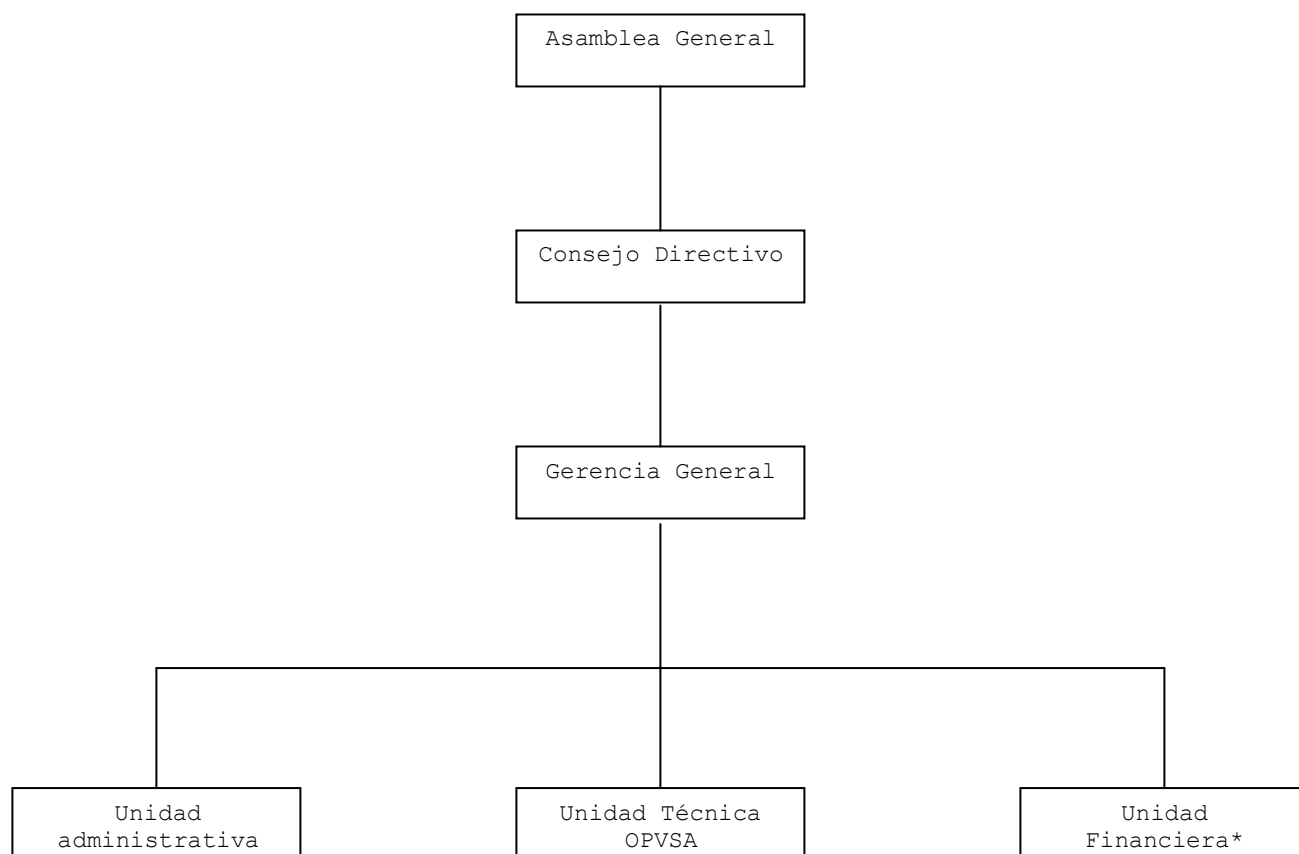 Asamblea General
Consejo Directivo
Gerencia General
Unidad
administrativa
Unidad Técnica
OPVSA
Unidad
Financiera*